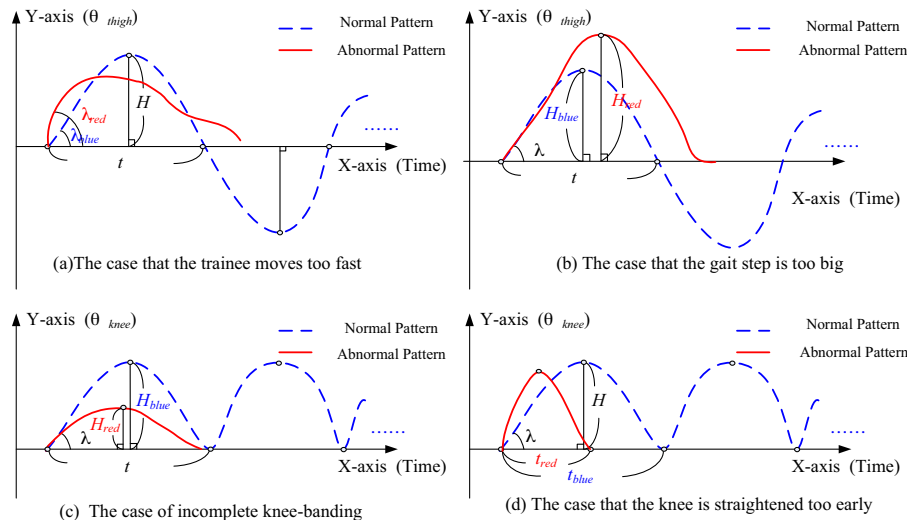 Y-axis (θ thigh)
Normal Pattern
Abnormal Pattern
H
λred
λblue
......
t
X-axis (Time)
(a)The case that the trainee moves too fast
Y-axis (θ thigh)
Normal Pattern
Abnormal Pattern
Hblue
Hred
λ
......
t
X-axis (Time)
(b) The case that the gait step is too big
Y-axis (θ knee)
Normal Pattern
Abnormal Pattern
Hblue
Hred
λ
......
t
X-axis (Time)
(c) The case of incomplete knee-banding
Y-axis (θ knee)
Normal Pattern
Abnormal Pattern
H
λ
......
tred
tblue
X-axis (Time)
(d) The case that the knee is straightened too early